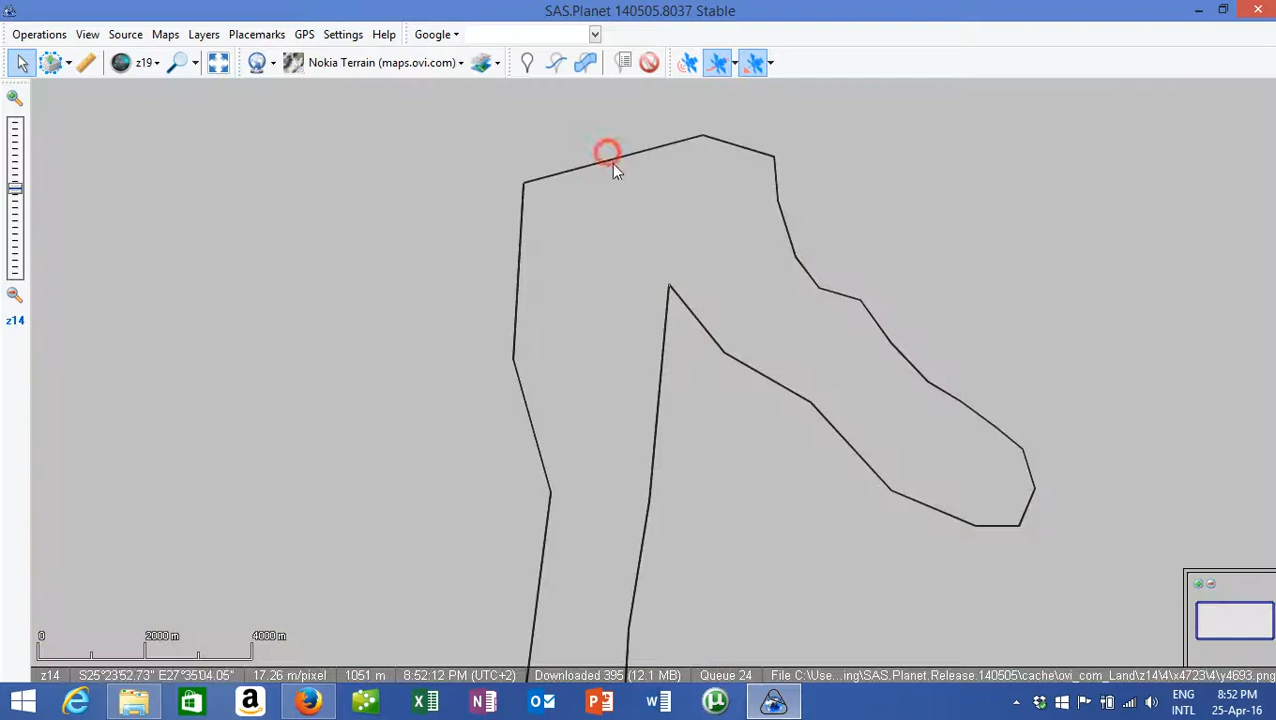 SAS.Planet 140505.8037 Stable
Operations View Source Maps Layers Placemarks GPS Settings Help Google
z19 Nokia Terrain (maps.ovi.com)
z14
0 2000 m 4000 m
z14 S25°23'52.73" E27°35'04.05" 17.26 m/pixel 1051 m 8:52:12 PM (UTC+2) Downloaded 395 (12.1 MB) Queue 24 File C:\Use...ing\SAS.Planet.Release.140505\cache\ovi_com_Land\z14\4\x4723\4\y4693.png
ENG 8:52 PM
INTL 25-Apr-16